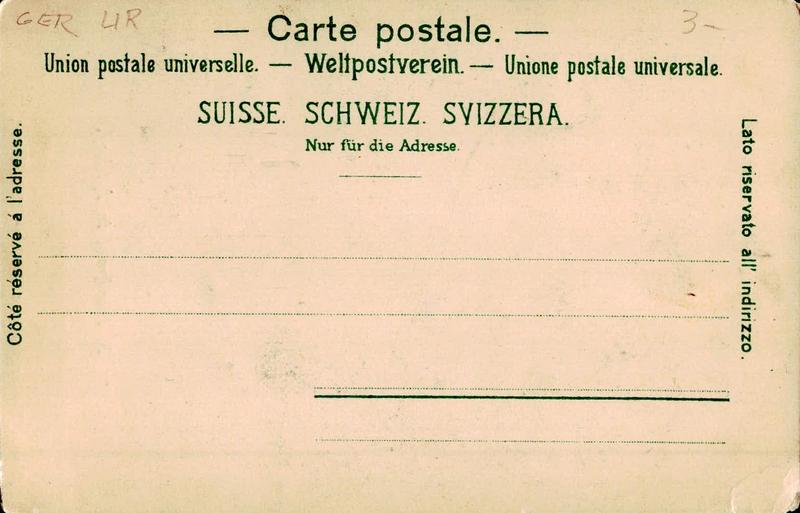 GER UR
3-
— Carte postale. —
Union postale universelle. — Weltpostverein. — Unione postale universale.
SUISSE. SCHWEIZ. SVIZZERA.
Nur für die Adresse.
Côté réservé á l'adresse.
Lato riservato all' indirizzo.